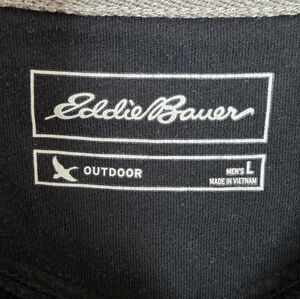 Eddie Bauer
OUTDOOR
MEN'S L
MADE IN VIETNAM